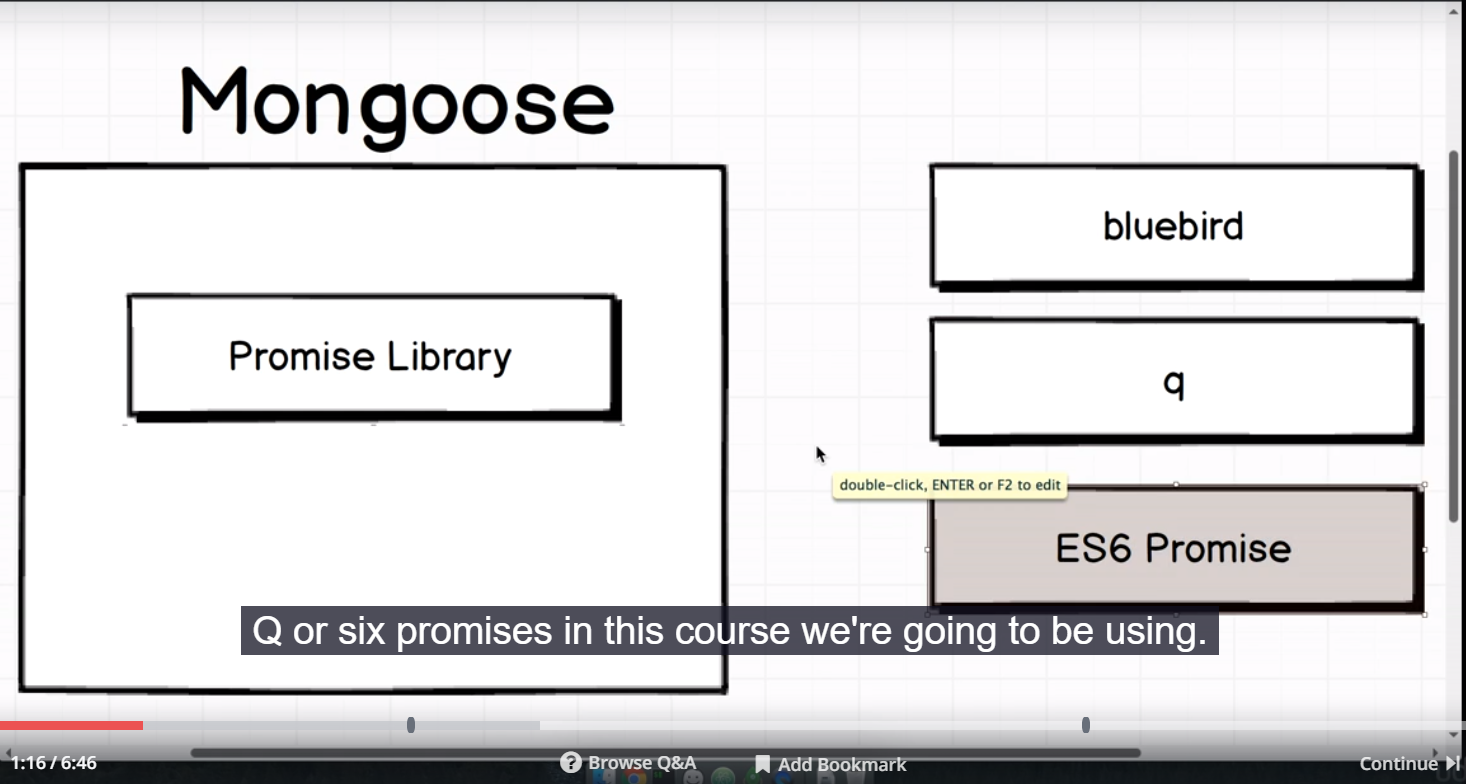 Mongoose
bluebird
Promise Library
q
double-click, ENTER or F2 to edit
ES6 Promise
Q or six promises in this course we're going to be using.
1:16 / 6:46
? Browse Q&A
Add Bookmark
Continue